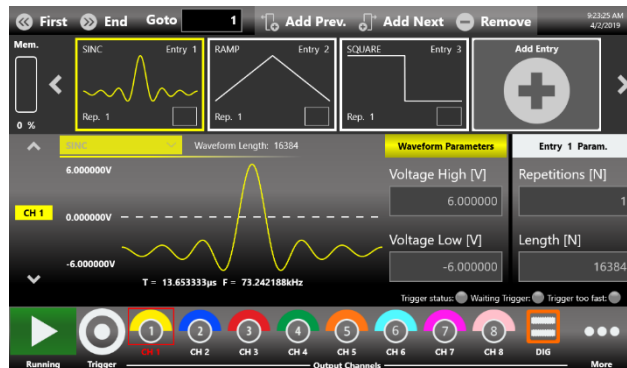 First End Goto 1 Add Prev. Add Next Remove 9:23:25 AM
4/2/2019
Mem. SINC Entry 1 RAMP Entry 2 SQUARE Entry 3 Add Entry
Rep. 1 Rep. 1 Rep. 1
0 %
SINC Waveform Length: 16384 Waveform Parameters Entry 1 Param.
6.000000V Voltage High [V] Repetitions [N]
6.000000 1
CH 1 0.000000V
Voltage Low [V] Length [N]
-6.000000V -6.000000 16384
T = 13.653333µs F = 73.242188kHz
Trigger status: Waiting Trigger: Trigger too fast:
1 2 3 4 5 6 7 8
CH 1 CH 2 CH 3 CH 4 CH 5 CH 6 CH 7 CH 8 DIG
Running Trigger Output Channels More